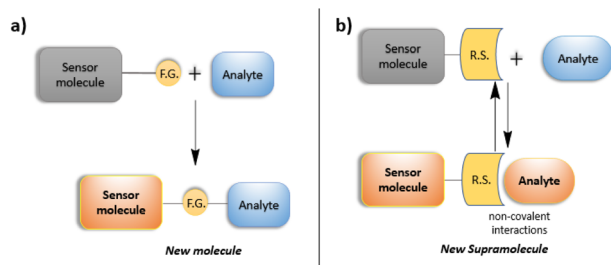 a)
Sensor
molecule
F.G.
+
Analyte
Sensor
molecule
F.G.
Analyte
New molecule
b)
Sensor
molecule
R.S.
+
Analyte
Sensor
molecule
R.S.
Analyte
non-covalent
interactions
New Supramolecule